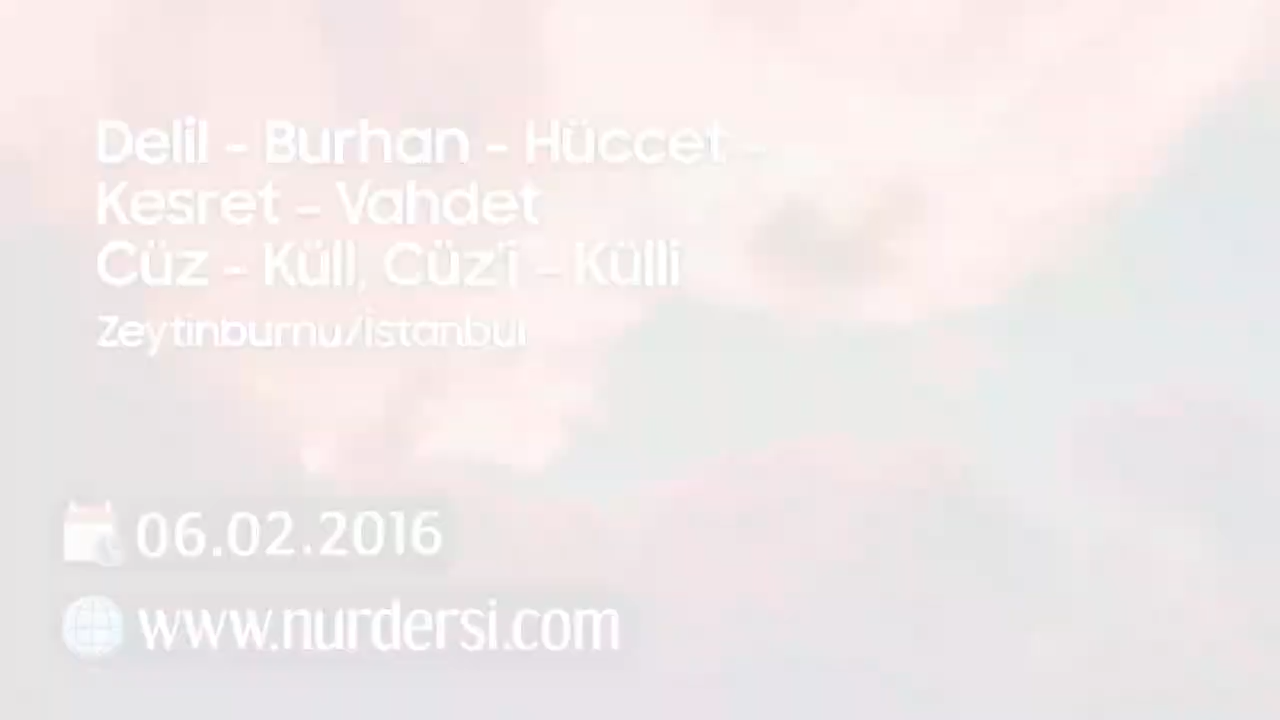 Delil - Burhan - Hüccet -
Kesret - Vahdet
Cüz - Küll, Cüz'i - Külli
Zeytinburnu/İstanbul
06.02.2016
www.nurdersi.com